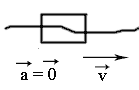 a⃗ = 0⃗ v⃗